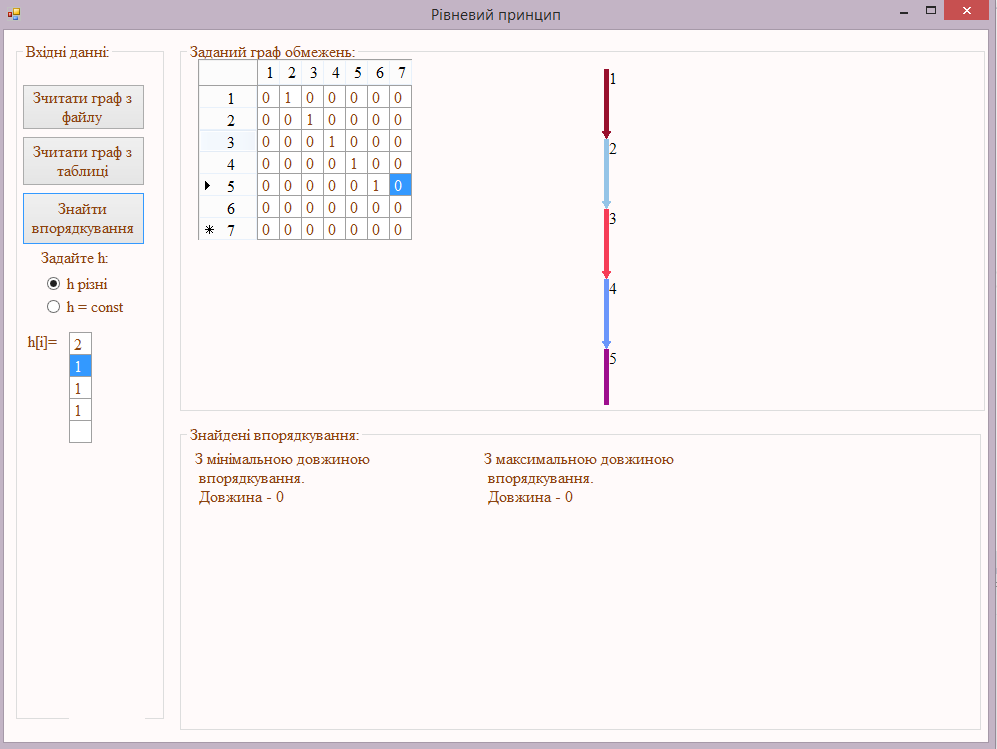 Рівневий принцип
Вхідні данні:
Зчитати граф з
файлу
Зчитати граф з
таблиці
Знайти
впорядкування
Задайте h:
h різні
h = const
h[i]=
2
1
1
1
Заданий граф обмежень:
1 2 3 4 5 6 7
1 0 1 0 0 0 0 0
2 0 0 1 0 0 0 0
3 0 0 0 1 0 0 0
4 0 0 0 0 1 0 0
5 0 0 0 0 0 1 0
6 0 0 0 0 0 0 0
7 0 0 0 0 0 0 0
1
2
3
4
5
Знайдені впорядкування:
З мінімальною довжиною
впорядкування.
Довжина - 0
З максимальною довжиною
впорядкування.
Довжина - 0